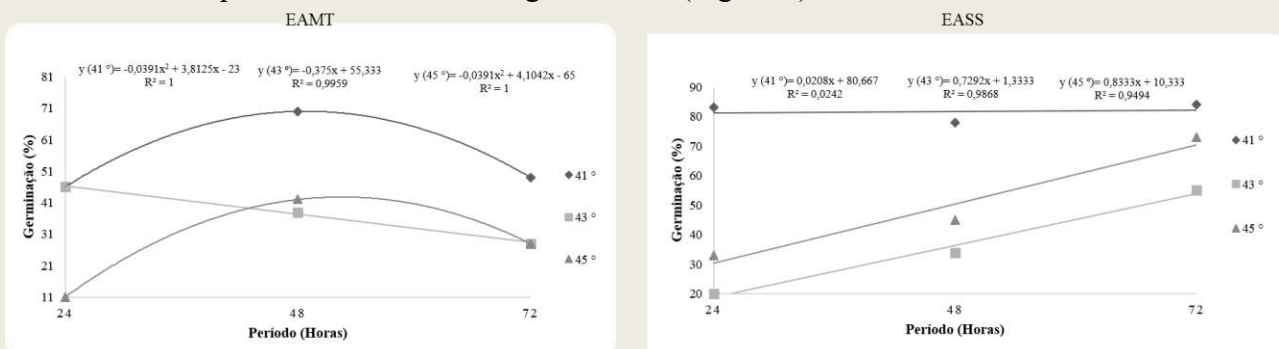 EAMT
y (41 º)= -0,0391x² + 3,8125x - 23
R² = 1
y (43 º)= -0,375x + 55,333
R² = 0,9959
y (45 º)= -0,0391x² + 4,1042x - 65
R² = 1
Germinação (%)
81
71
61
51
41
31
21
11
24
48
72
Período (Horas)
41 º
43 º
45 º
EASS
y (41 º)= 0,0208x + 80,667
R² = 0,0242
y (43 º)= 0,7292x + 1,3333
R² = 0,9868
y (45 º)= 0,8333x + 10,333
R² = 0,9494
Germinação (%)
90
80
70
60
50
40
30
20
24
48
72
Período (Horas)
41 º
43 º
45 º